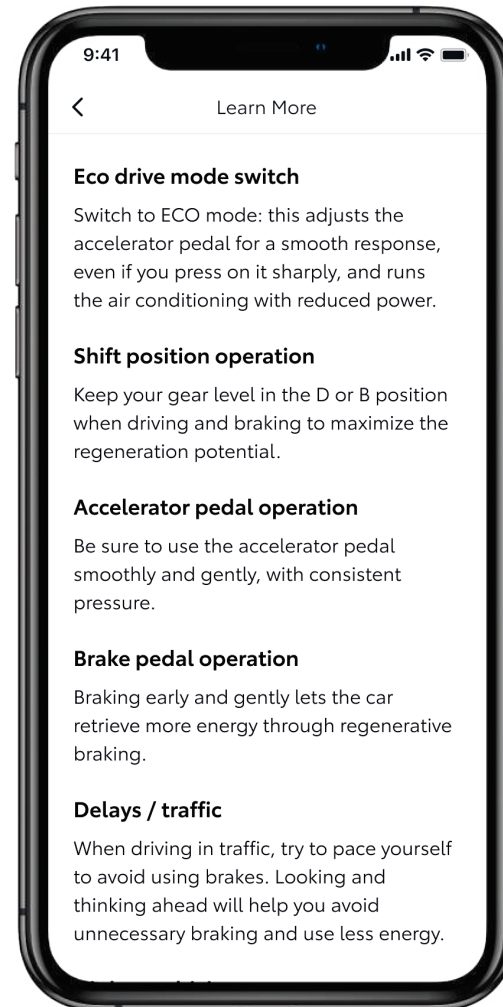 9:41
Learn More
Eco drive mode switch
Switch to ECO mode: this adjusts the
accelerator pedal for a smooth response,
even if you press on it sharply, and runs
the air conditioning with reduced power.
Shift position operation
Keep your gear level in the D or B position
when driving and braking to maximize the
regeneration potential.
Accelerator pedal operation
Be sure to use the accelerator pedal
smoothly and gently, with consistent
pressure.
Brake pedal operation
Braking early and gently lets the car
retrieve more energy through regenerative
braking.
Delays / traffic
When driving in traffic, try to pace yourself
to avoid using brakes. Looking and
thinking ahead will help you avoid
unnecessary braking and use less energy.